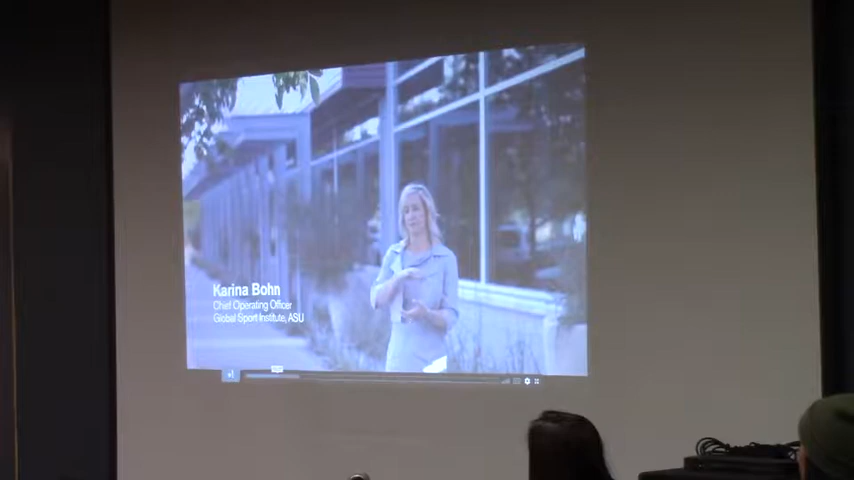 Karina Bohn
Chief Operating Officer
Global Sport Institute, ASU